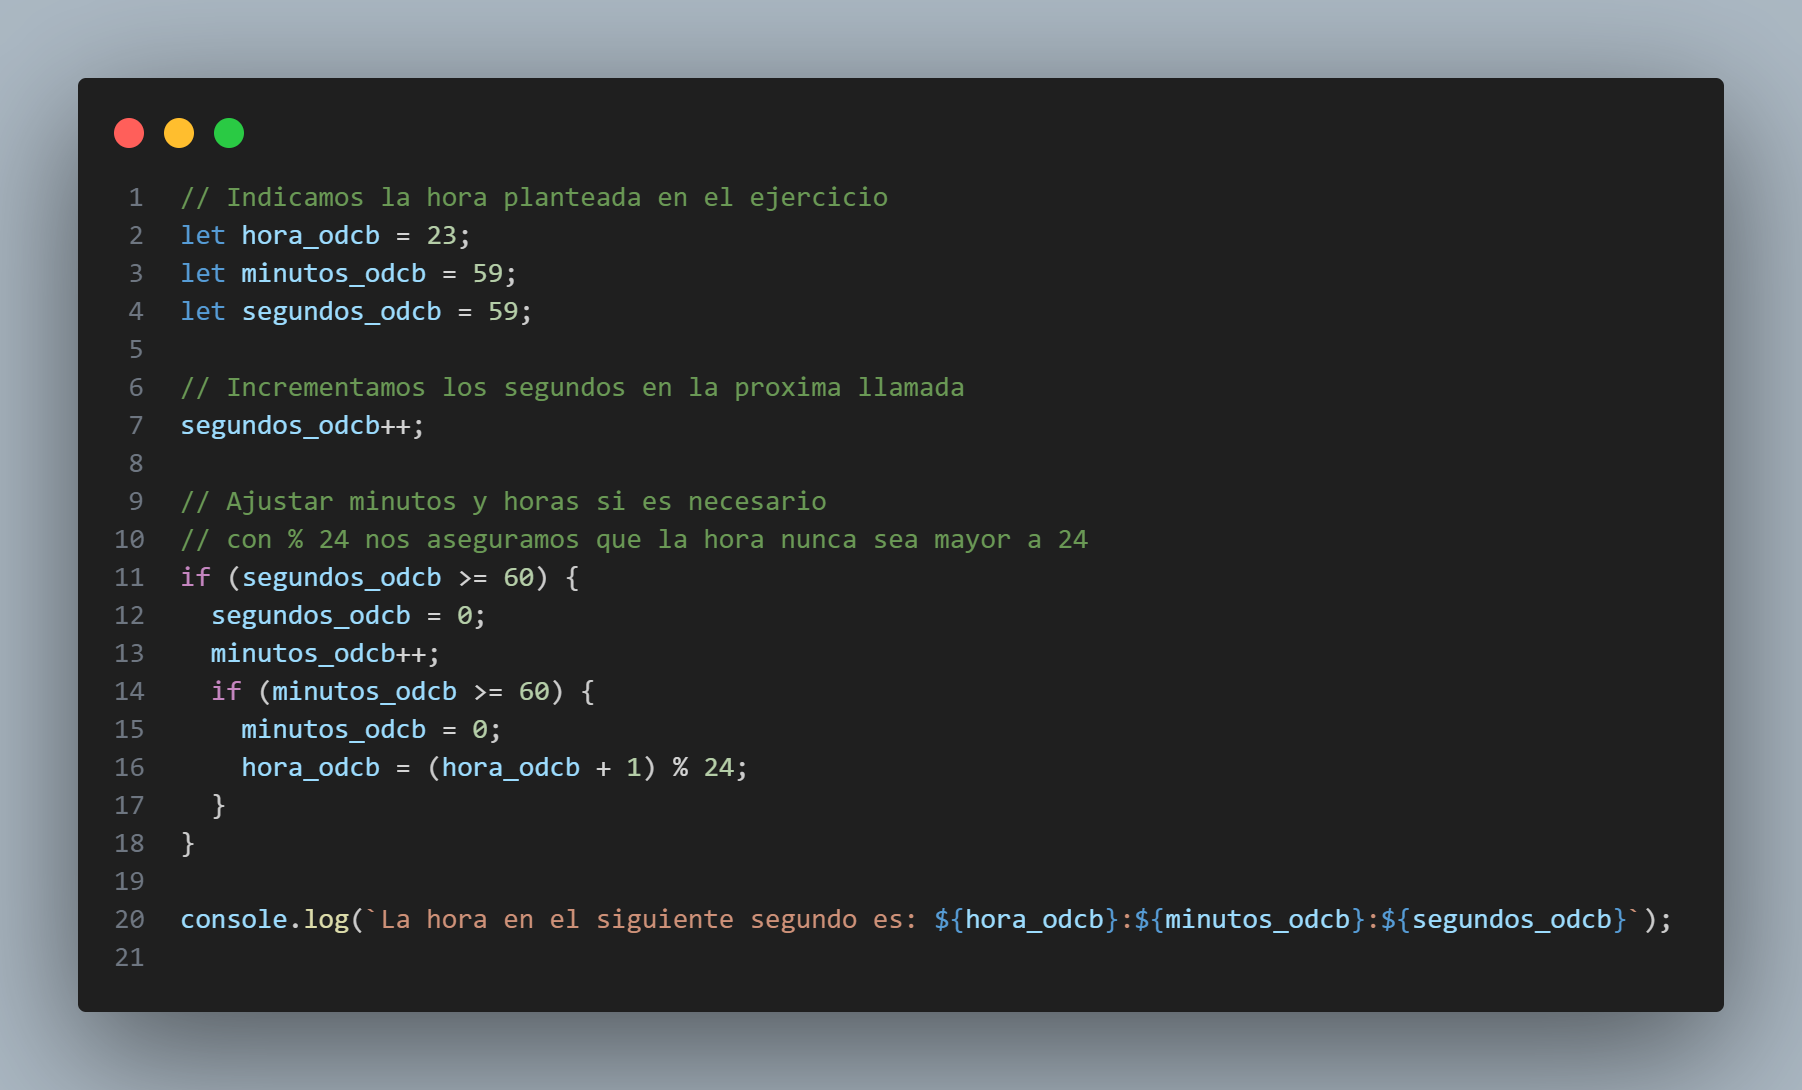 1 // Indicamos la hora planteada en el ejercicio
2 let hora_odcb = 23;
3 let minutos_odcb = 59;
4 let segundos_odcb = 59;
5
6 // Incrementamos los segundos en la proxima llamada
7 segundos_odcb++;
8
9 // Ajustar minutos y horas si es necesario
10 // con % 24 nos aseguramos que la hora nunca sea mayor a 24
11 if (segundos_odcb >= 60) {
12   segundos_odcb = 0;
13   minutos_odcb++;
14   if (minutos_odcb >= 60) {
15     minutos_odcb = 0;
16     hora_odcb = (hora_odcb + 1) % 24;
17   }
18 }
19
20 console.log(`La hora en el siguiente segundo es: ${hora_odcb}:${minutos_odcb}:${segundos_odcb}`);
21